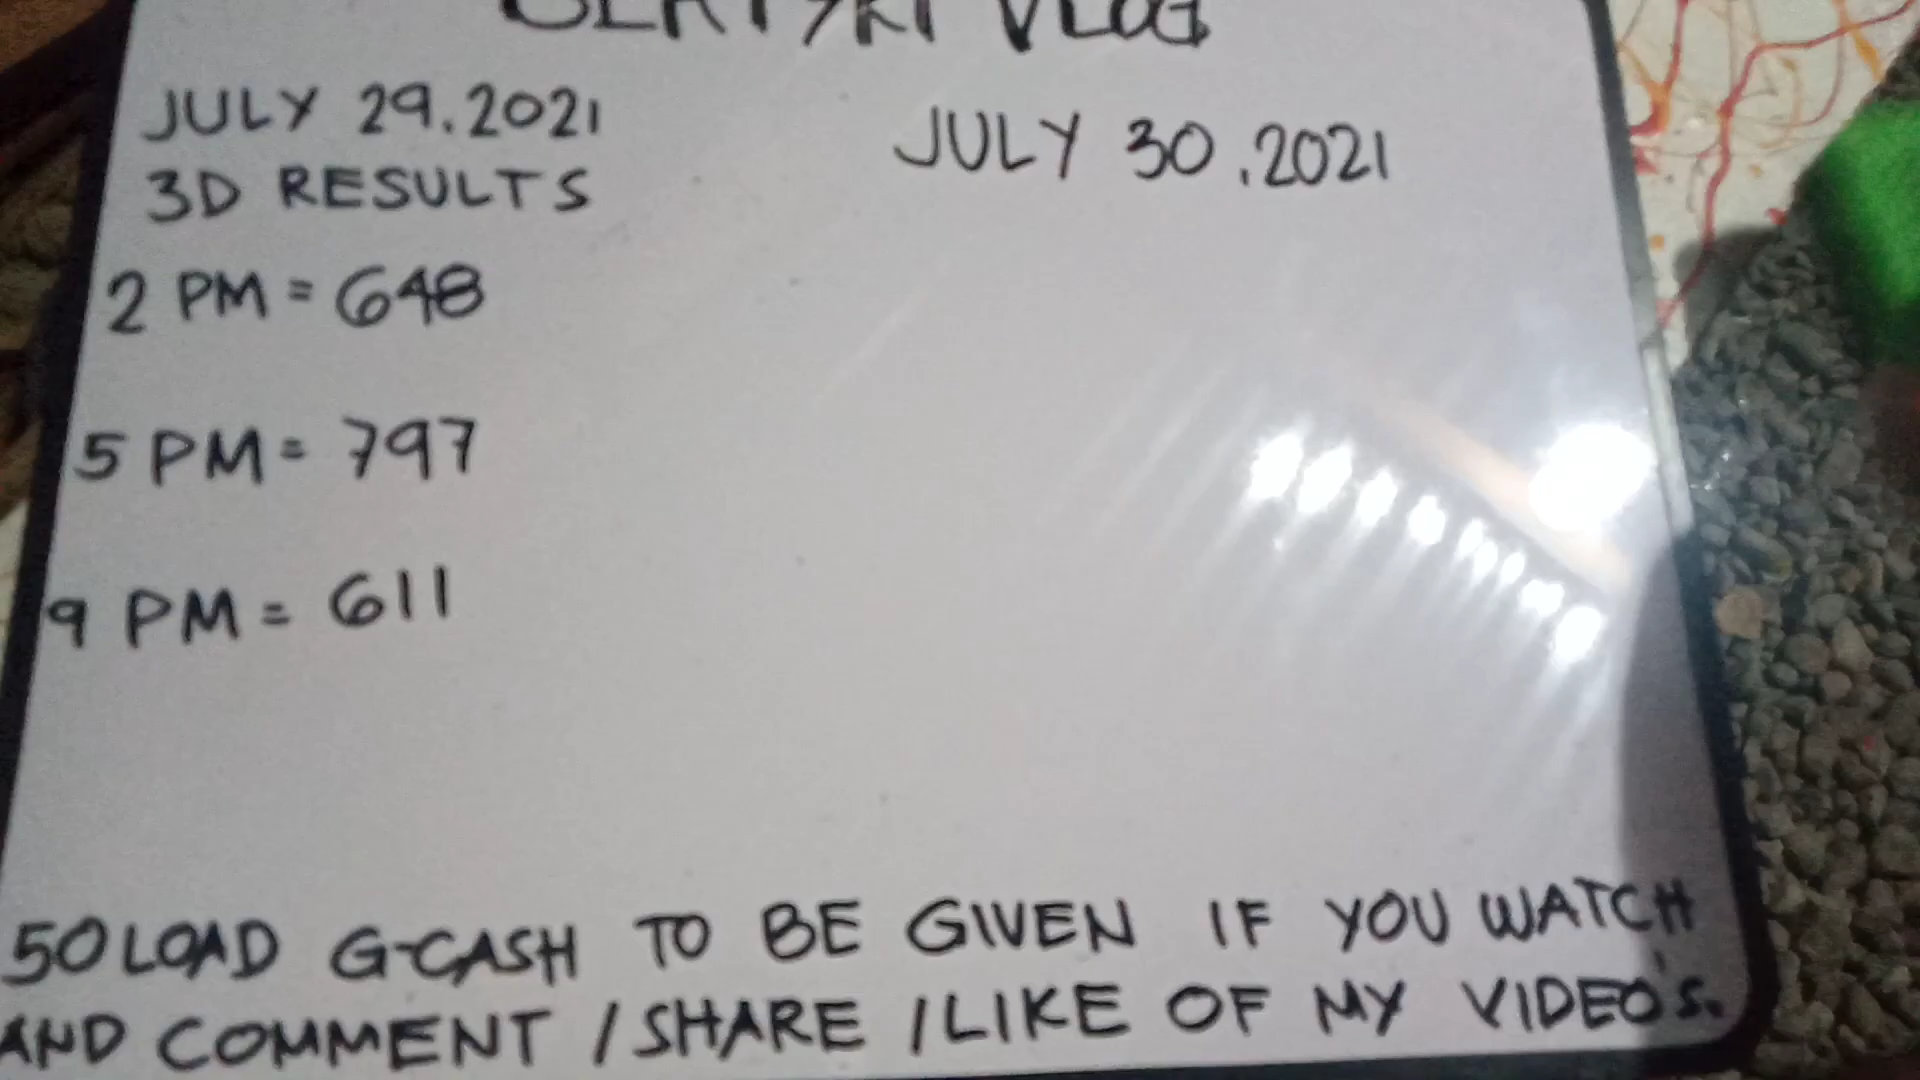 VLOG
JULY 29.2021
3D RESULTS
2 PM = 648
5 PM = 797
9 PM = 611
JULY 30.2021
50 LOAD G-CASH TO BE GIVEN IF YOU WATCH
AND COMMENT / SHARE / LIKE OF MY VIDEO'S.